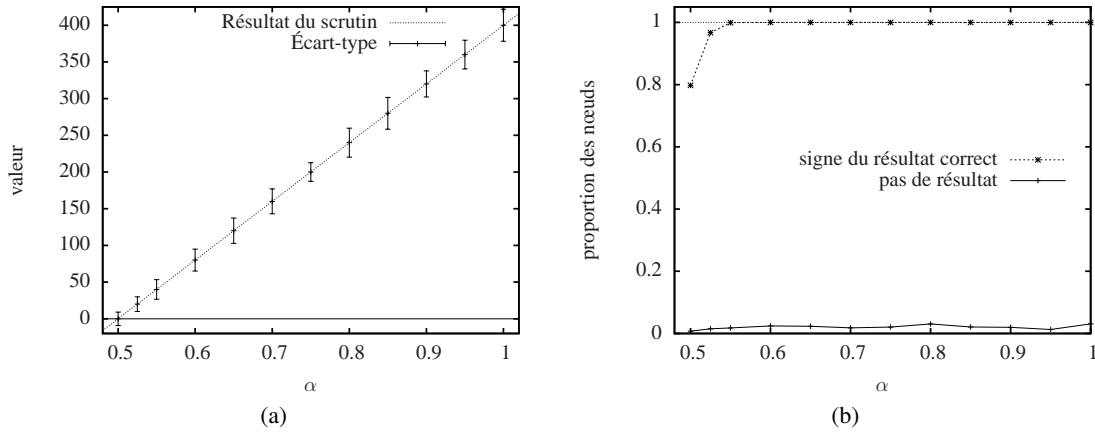 400
350
300
250
200
150
100
50
0
valeur
Résultat du scrutin
Écart-type
0.5 0.6 0.7 0.8 0.9 1
α
(a)
1
0.8
0.6
0.4
0.2
0
proportion des nœuds
signe du résultat correct
pas de résultat
0.5 0.6 0.7 0.8 0.9 1
α
(b)